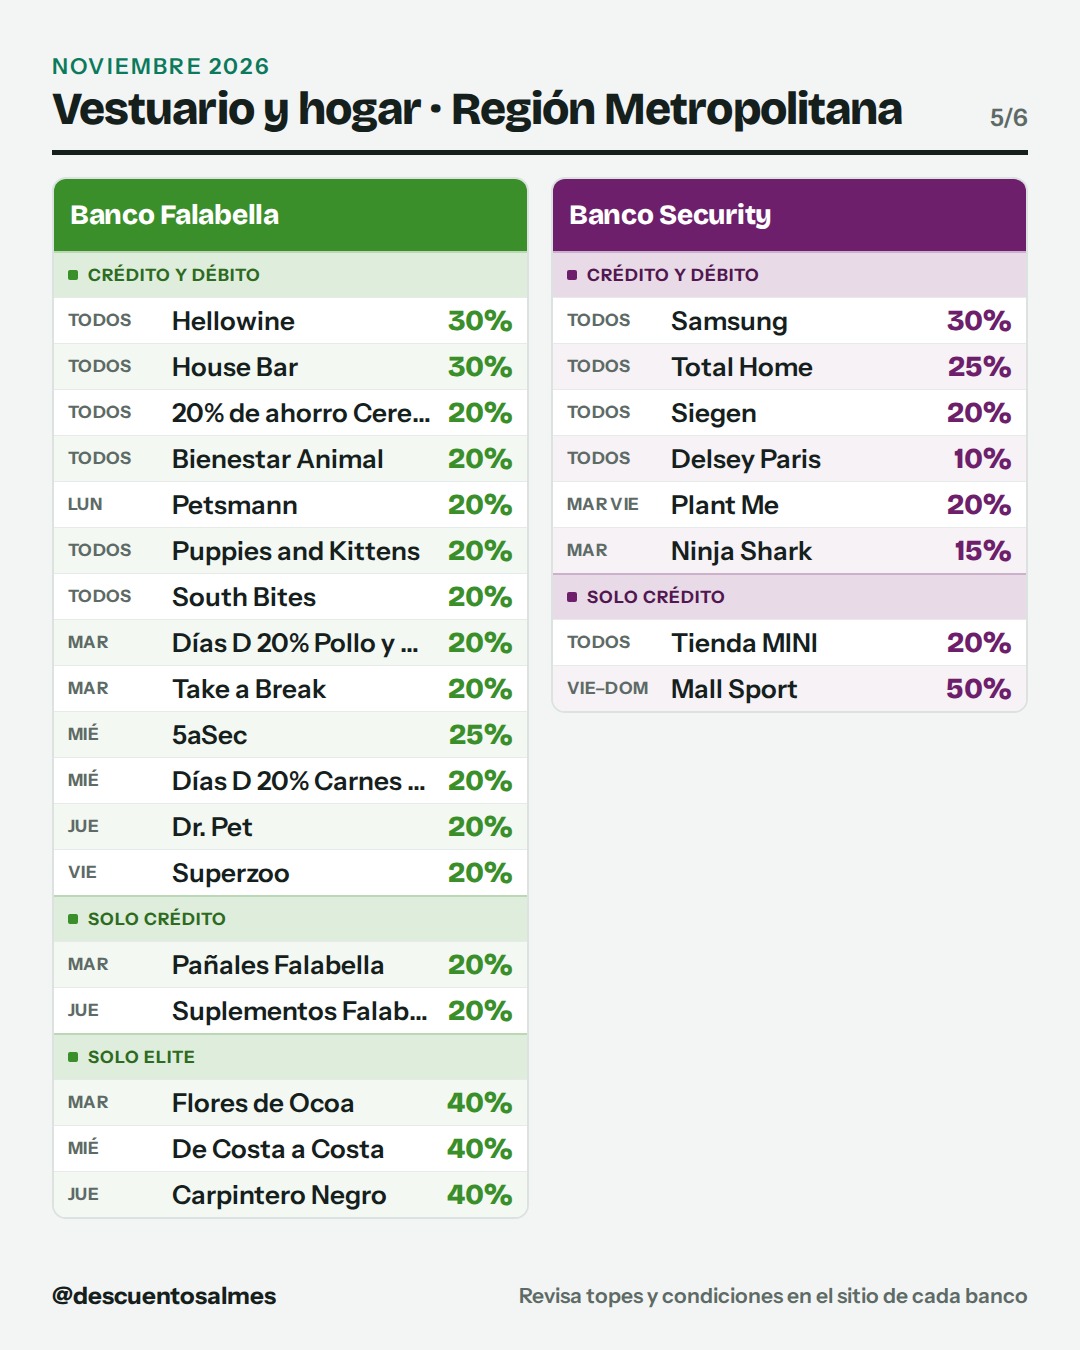 NOVIEMBRE 2026
Vestuario y hogar · Región Metropolitana
5/6
Banco Falabella
CRÉDITO Y DÉBITO
TODOS Hellowine 30%
TODOS House Bar 30%
TODOS 20% de ahorro Cere... 20%
TODOS Bienestar Animal 20%
LUN Petsmann 20%
TODOS Puppies and Kittens 20%
TODOS South Bites 20%
MAR Días D 20% Pollo y ... 20%
MAR Take a Break 20%
MIÉ 5aSec 25%
MIÉ Días D 20% Carnes ... 20%
JUE Dr. Pet 20%
VIE Superzoo 20%
SOLO CRÉDITO
MAR Pañales Falabella 20%
JUE Suplementos Falab... 20%
SOLO ELITE
MAR Flores de Ocoa 40%
MIÉ De Costa a Costa 40%
JUE Carpintero Negro 40%
Banco Security
CRÉDITO Y DÉBITO
TODOS Samsung 30%
TODOS Total Home 25%
TODOS Siegen 20%
TODOS Delsey Paris 10%
MAR VIE Plant Me 20%
MAR Ninja Shark 15%
SOLO CRÉDITO
TODOS Tienda MINI 20%
VIE–DOM Mall Sport 50%
@descuentosalmes
Revisa topes y condiciones en el sitio de cada banco